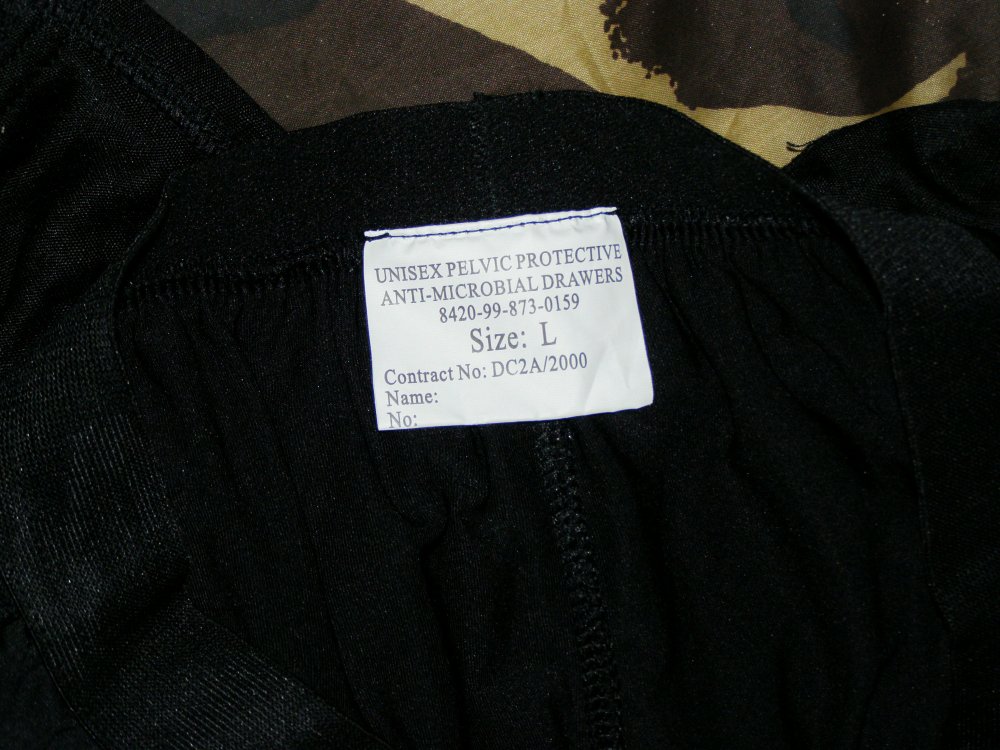 UNISEX PELVIC PROTECTIVE
ANTI-MICROBIAL DRAWERS
8420-99-873-0159
Size: L
Contract No: DC2A/2000
Name:
No: